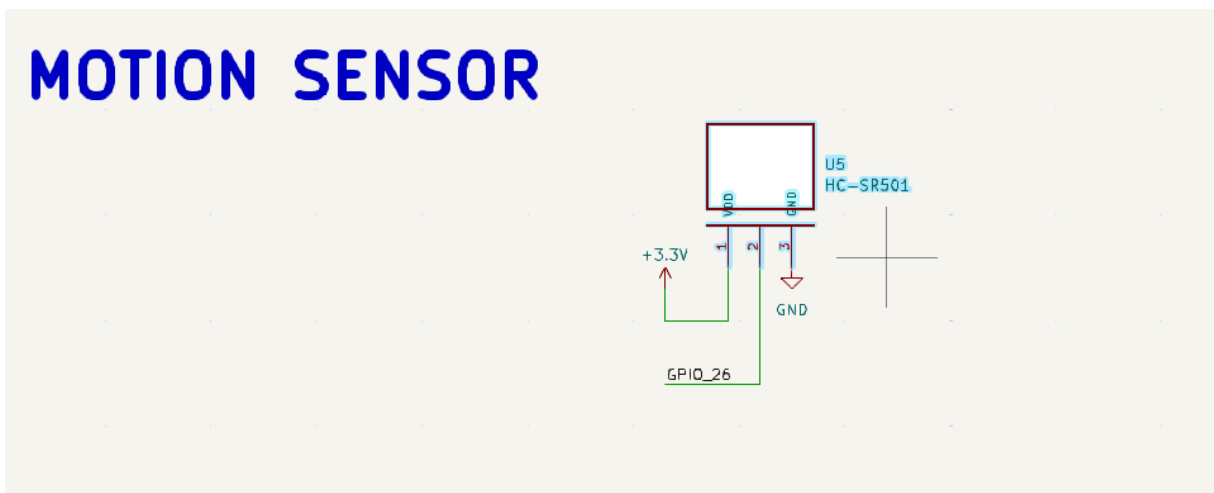 MOTION SENSOR
U5
HC-SR501
VDD
GND
1
2
3
+3.3V
GND
GPIO_26